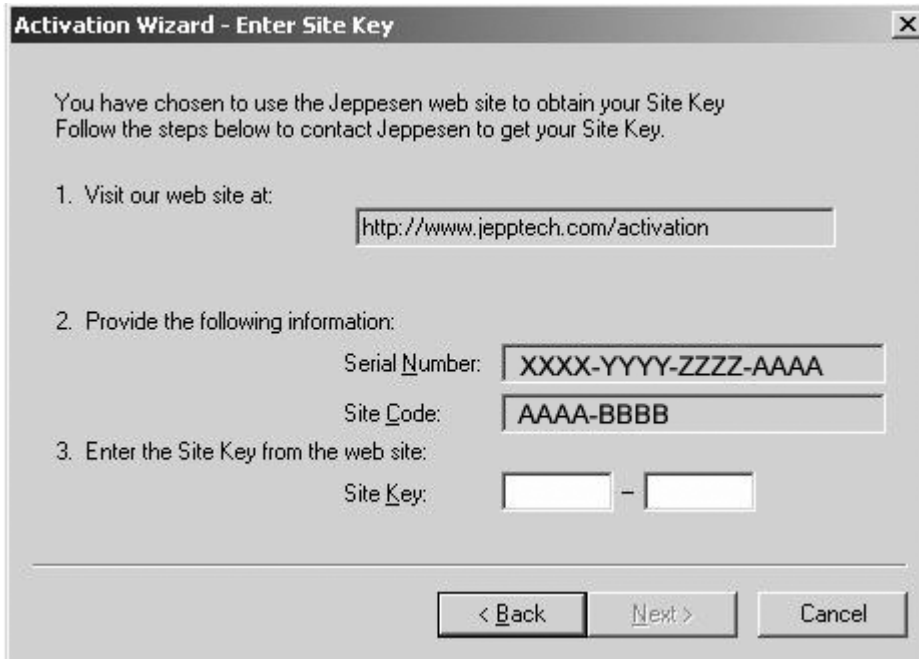 Activation Wizard - Enter Site Key
You have chosen to use the Jeppesen web site to obtain your Site Key
Follow the steps below to contact Jeppesen to get your Site Key.
1. Visit our web site at:
http://www.jepptech.com/activation
2. Provide the following information:
Serial Number: XXXX-YYYY-ZZZZ-AAAA
Site Code: AAAA-BBBB
3. Enter the Site Key from the web site:
Site Key: –
< Back Next > Cancel